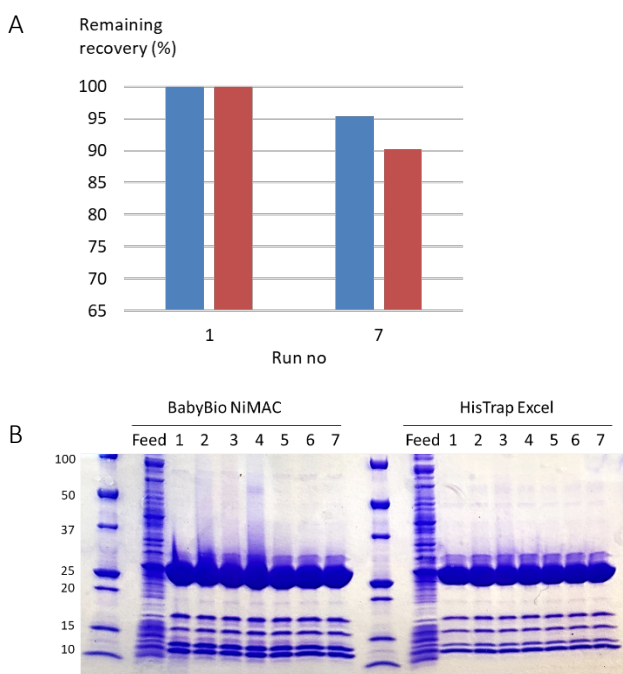 A
Remaining
recovery (%)
100
95
90
85
80
75
70
65
1 7
Run no
B
BabyBio NiMAC HisTrap Excel
Feed 1 2 3 4 5 6 7 Feed 1 2 3 4 5 6 7
100
50
37
25
20
15
10